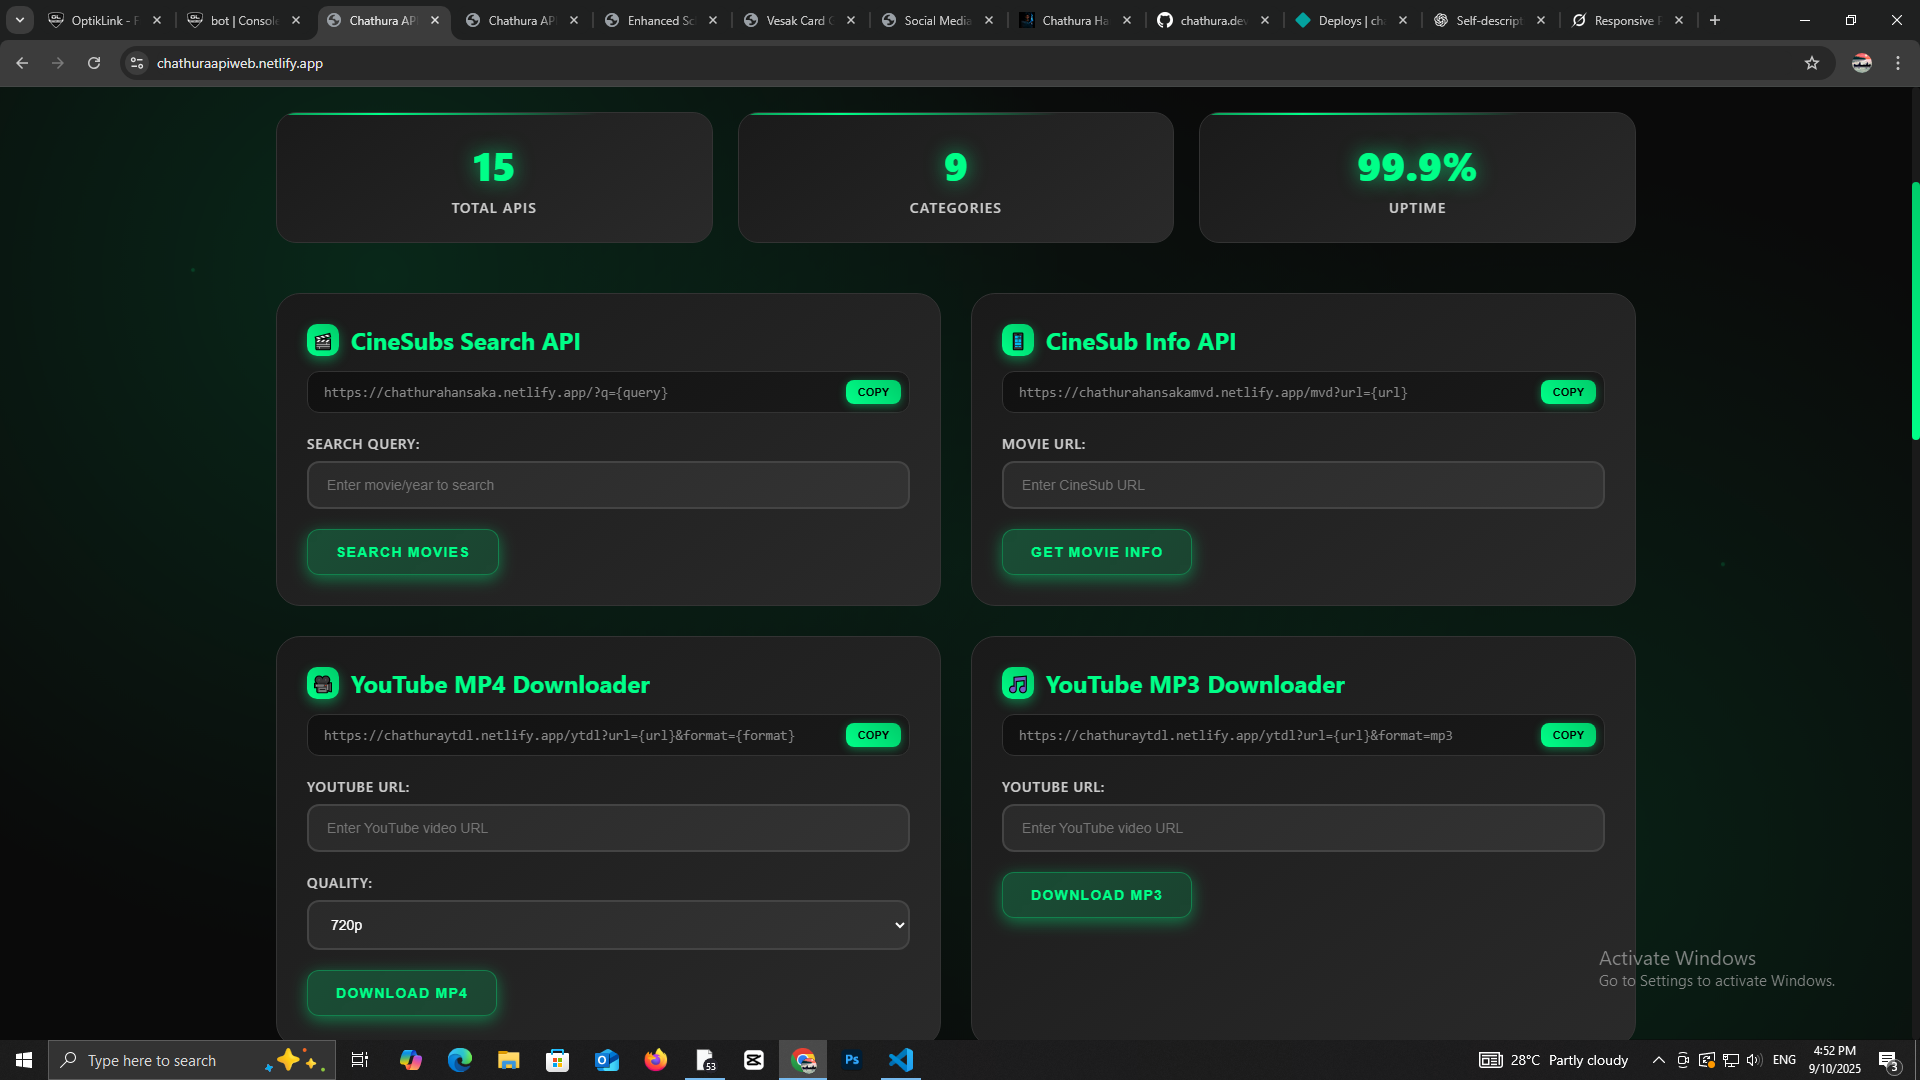 OptikLink - F
bot | Console
Chathura API
Chathura AP
Enhanced Sc
Vesak Card C
Social Media
Chathura Ha
chathura.dev
Deploys | ch
Self-descript
Responsive P
chathuraapiweb.netlify.app
15
TOTAL APIS
9
CATEGORIES
99.9%
UPTIME
CineSubs Search API
https://chathurahansaka.netlify.app/?q={query}
COPY
SEARCH QUERY:
Enter movie/year to search
SEARCH MOVIES
CineSub Info API
https://chathurahansakamvd.netlify.app/mvd?url={url}
COPY
MOVIE URL:
Enter CineSub URL
GET MOVIE INFO
YouTube MP4 Downloader
https://chathuraytdl.netlify.app/ytdl?url={url}&format={format}
COPY
YOUTUBE URL:
Enter YouTube video URL
QUALITY:
720p
DOWNLOAD MP4
YouTube MP3 Downloader
https://chathuraytdl.netlify.app/ytdl?url={url}&format=mp3
COPY
YOUTUBE URL:
Enter YouTube video URL
DOWNLOAD MP3
Activate Windows
Go to Settings to activate Windows.
Type here to search
53
Ps
28°C Partly cloudy
ENG
4:52 PM
9/10/2025
3